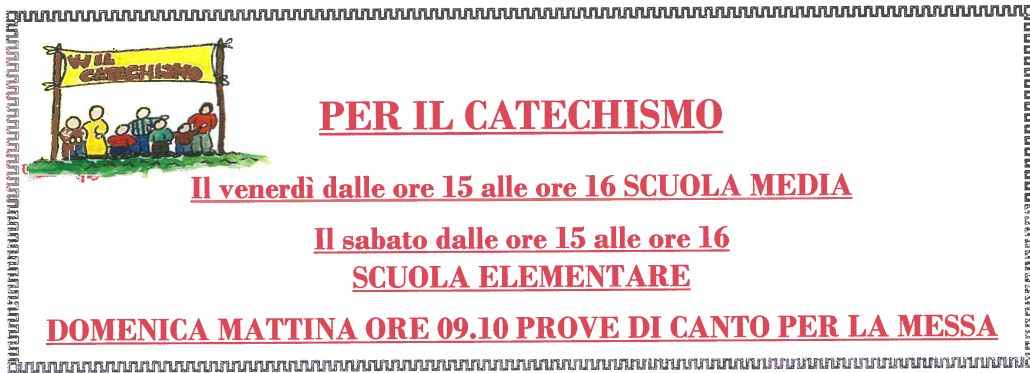 W IL
CATECHISMO
PER IL CATECHISMO
Il venerdì dalle ore 15 alle ore 16 SCUOLA MEDIA
Il sabato dalle ore 15 alle ore 16
SCUOLA ELEMENTARE
DOMENICA MATTINA ORE 09.10 PROVE DI CANTO PER LA MESSA